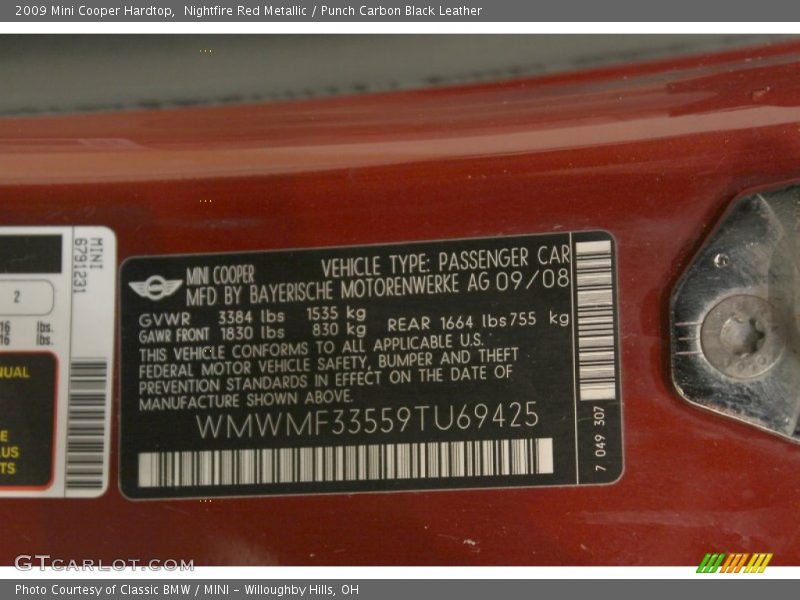 2009 Mini Cooper Hardtop,  Nightfire Red Metallic / Punch Carbon Black Leather
MINI
6791231
2
16 lbs.
16 lbs.
MINI COOPER
VEHICLE TYPE: PASSENGER CAR
MFD BY BAYERISCHE MOTORENWERKE AG 09/08
GVWR 3384 lbs 1535 kg
GAWR FRONT 1830 lbs 830 kg REAR 1664 lbs 755 kg
THIS VEHICLE CONFORMS TO ALL APPLICABLE U.S.
FEDERAL MOTOR VEHICLE SAFETY, BUMPER AND THEFT
PREVENTION STANDARDS IN EFFECT ON THE DATE OF
MANUFACTURE SHOWN ABOVE.
WMWMF33559TU69425
7 049 307
GTCARLOT.COM
Photo Courtesy of Classic BMW / MINI - Willoughby Hills, OH